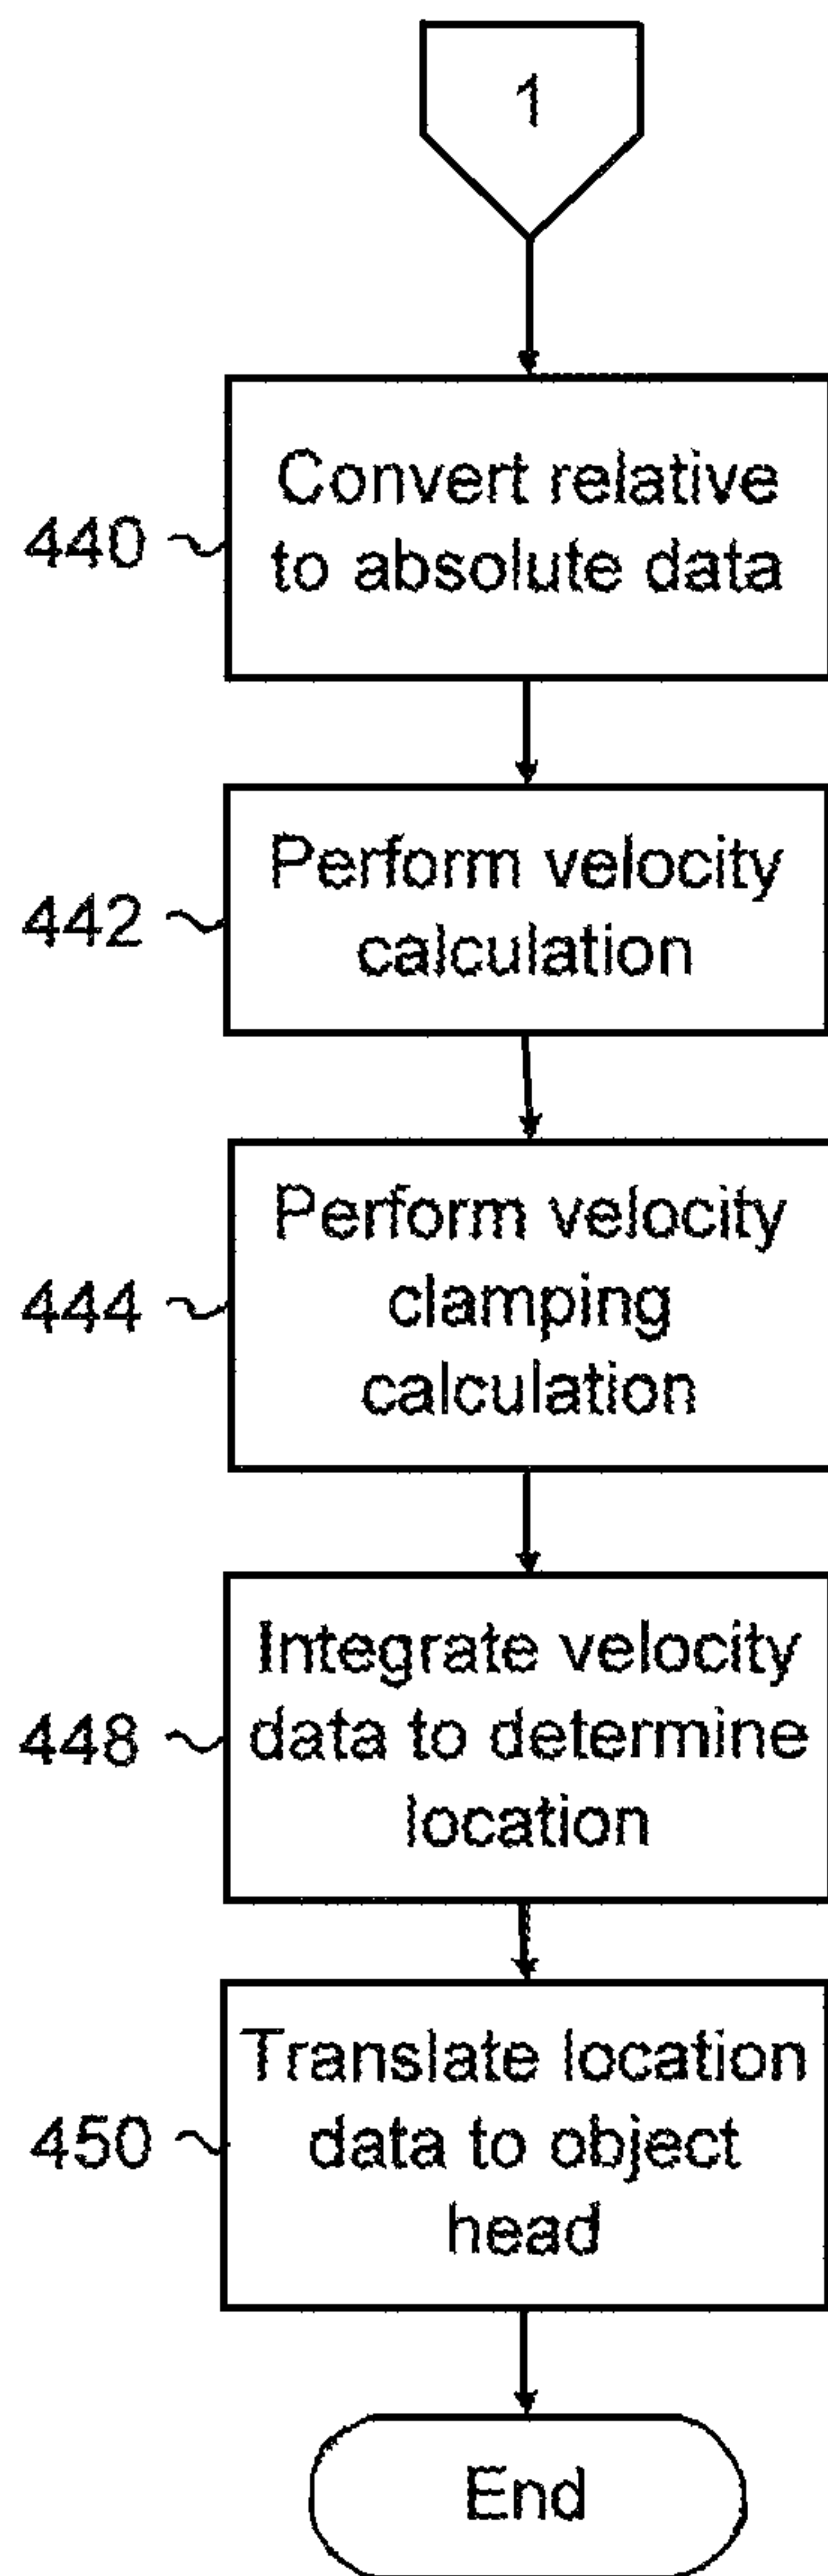 1
Convert relative
to absolute data
440
Perform velocity
calculation
442
Perform velocity
clamping
calculation
444
Integrate velocity
data to determine
location
448
Translate location
data to object
head
450
End